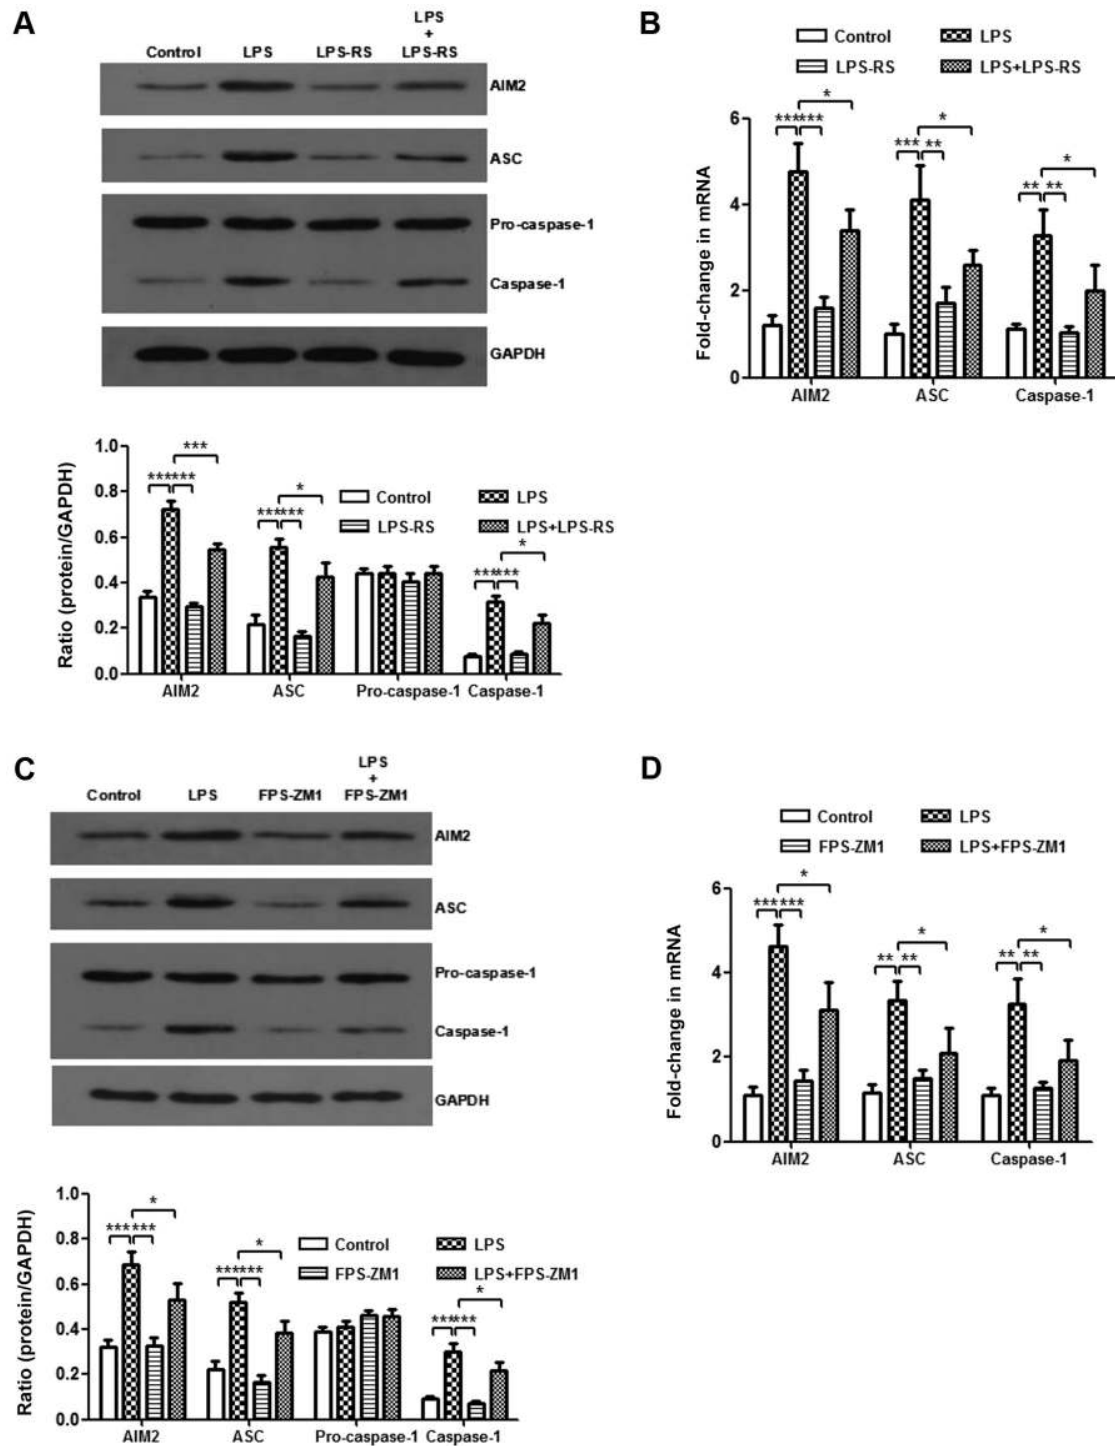 A
LPS
+
Control LPS LPS-RS LPS-RS
AIM2
ASC
Pro-caspase-1
Caspase-1
GAPDH
1.0
0.8
0.6
0.4
0.2
0.0
Ratio (protein/GAPDH)
*** *** ***
*** *** *
*** *** *
Control LPS
LPS-RS LPS+LPS-RS
AIM2 ASC Pro-caspase-1 Caspase-1
B
Control LPS
LPS-RS LPS+LPS-RS
6
4
2
0
Fold-change in mRNA
*** *** *
*** ** *
** ** *
AIM2 ASC Caspase-1
C
LPS
+
Control LPS FPS-ZM1 FPS-ZM1
AIM2
ASC
Pro-caspase-1
Caspase-1
GAPDH
1.0
0.8
0.6
0.4
0.2
0.0
Ratio (protein/GAPDH)
*** *** *
*** *** *
*** *** *
Control LPS
FPS-ZM1 LPS+FPS-ZM1
AIM2 ASC Pro-caspase-1 Caspase-1
D
Control LPS
FPS-ZM1 LPS+FPS-ZM1
6
4
2
0
Fold-change in mRNA
*** *** *
** ** *
** ** *
AIM2 ASC Caspase-1